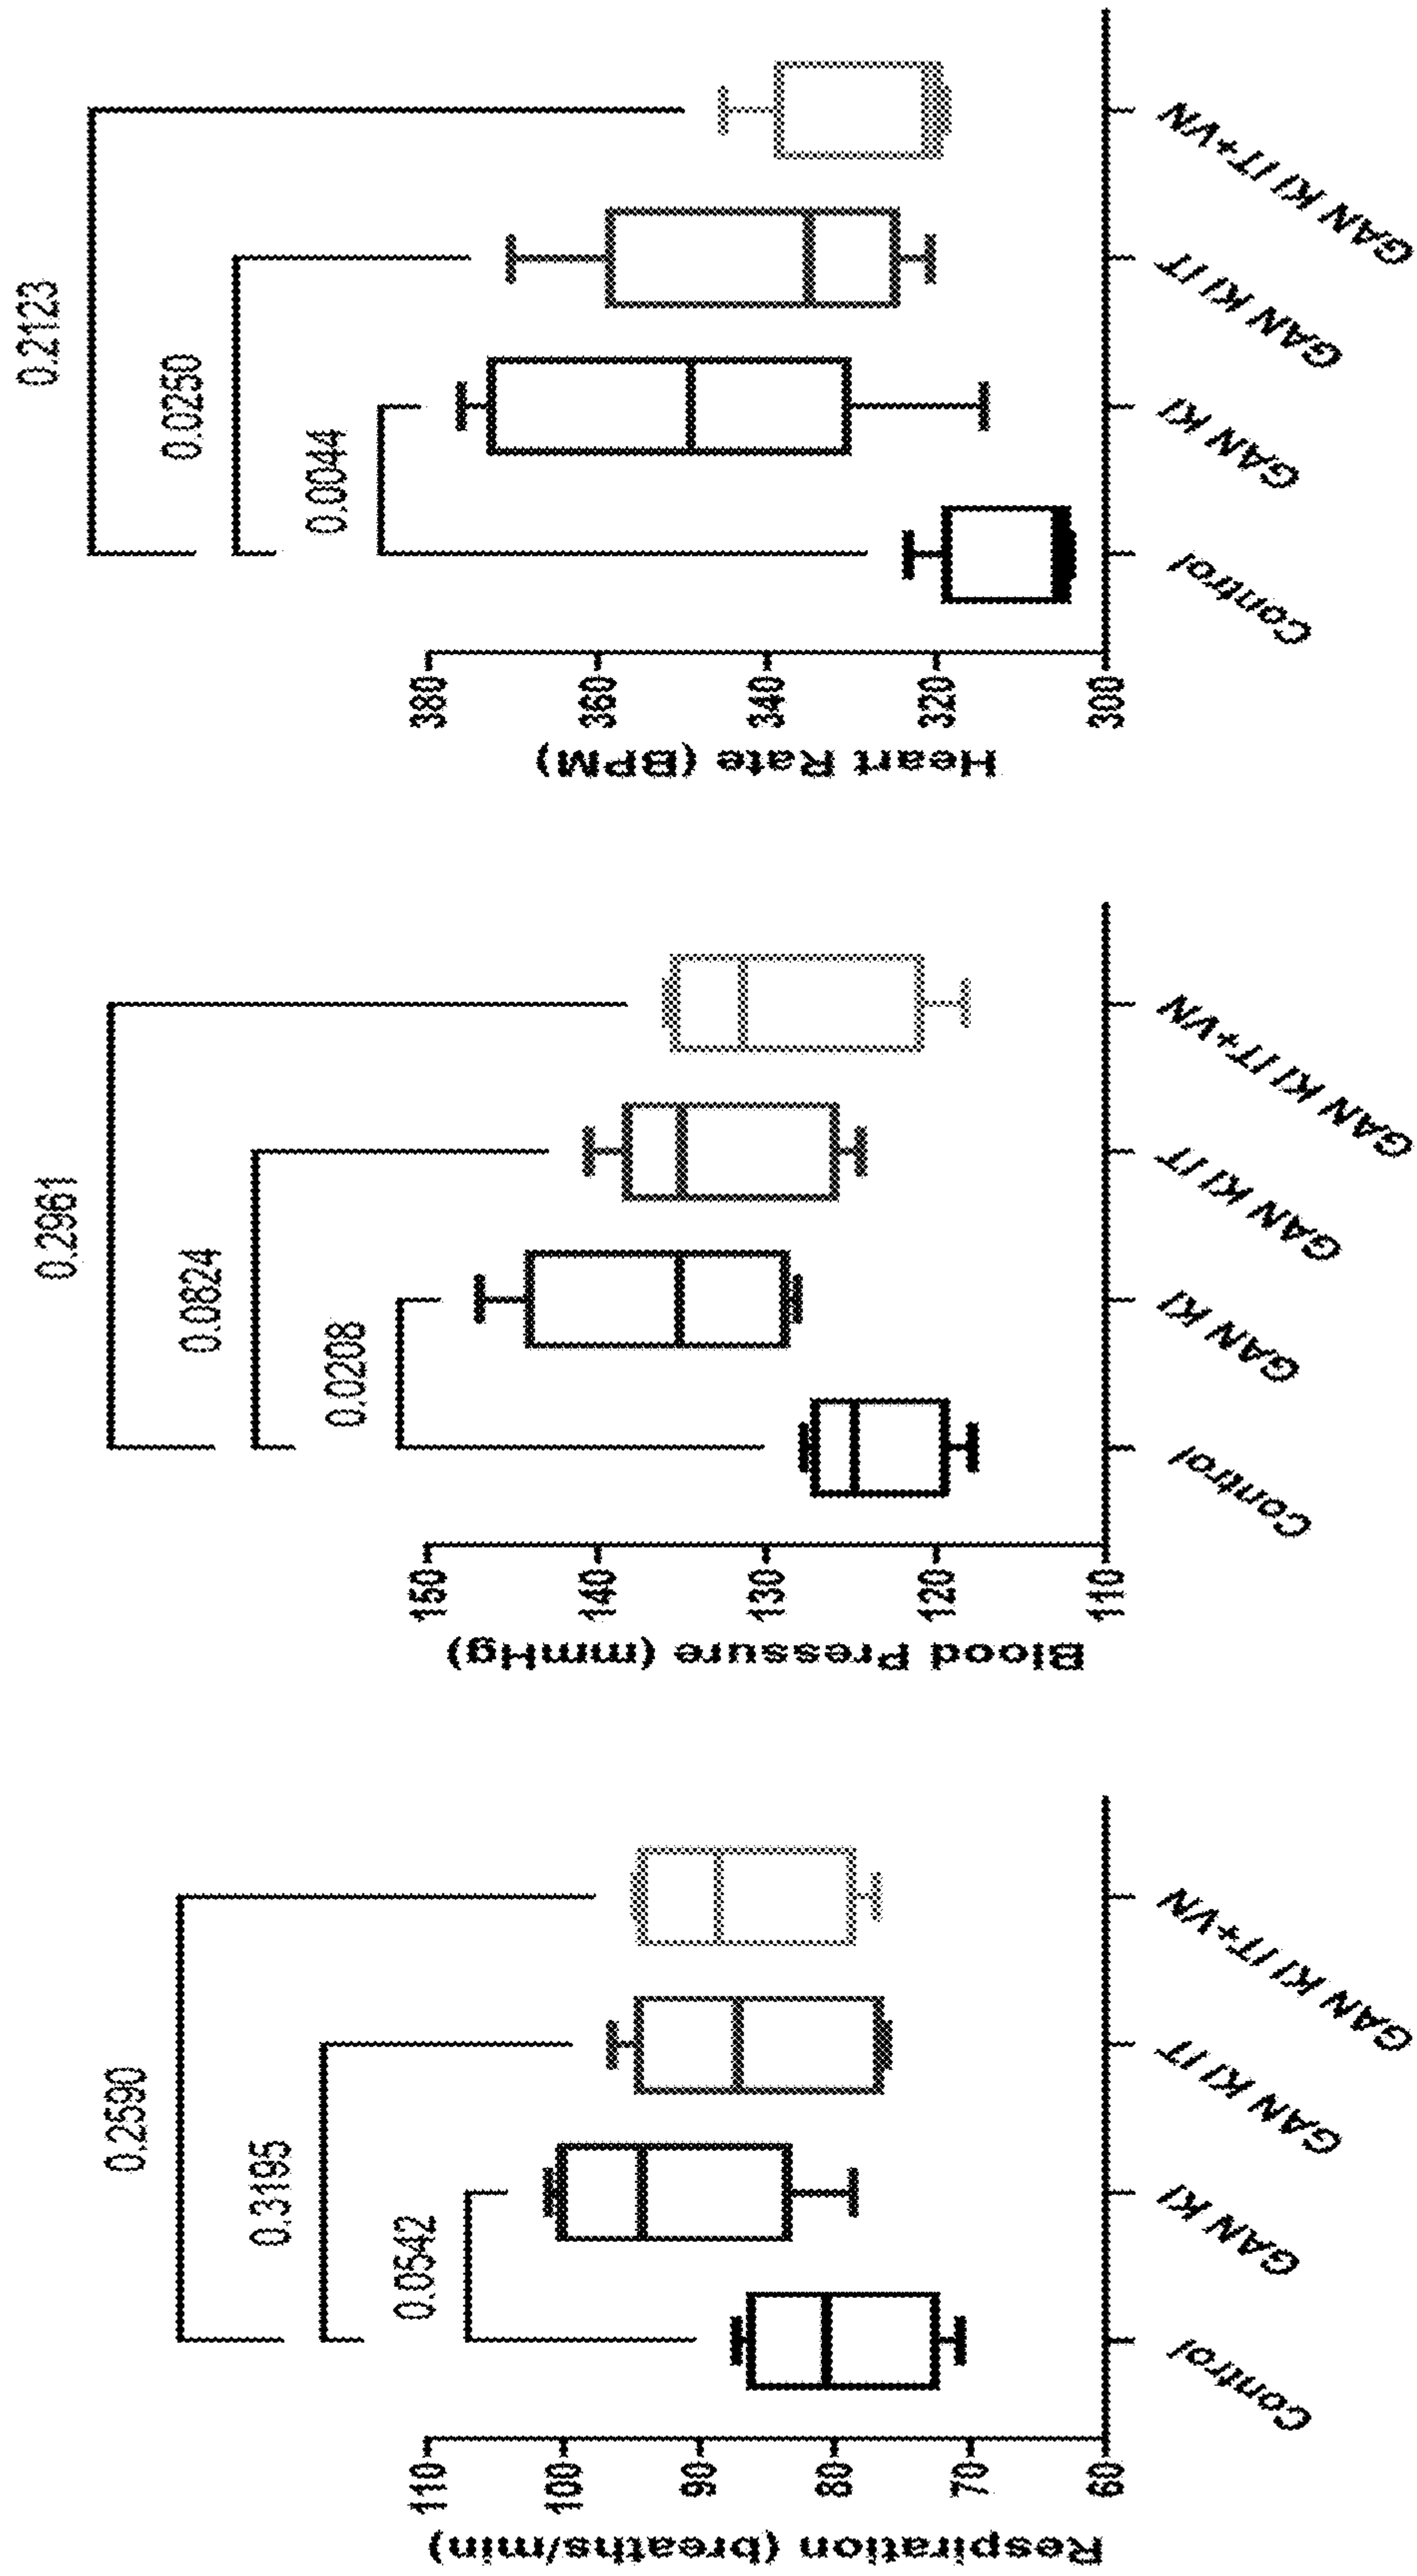 Respiration (breaths/min)
110
100
90
80
70
60
0.2590
0.3195
0.0542
Control
GAN KI
GAN KI IT
GAN KI IT+VN
Blood Pressure (mmHg)
150
140
130
120
110
0.2961
0.0824
0.0208
Control
GAN KI
GAN KI IT
GAN KI IT+VN
Heart Rate (BPM)
380
360
340
320
300
0.2123
0.0250
0.0044
Control
GAN KI
GAN KI IT
GAN KI IT+VN